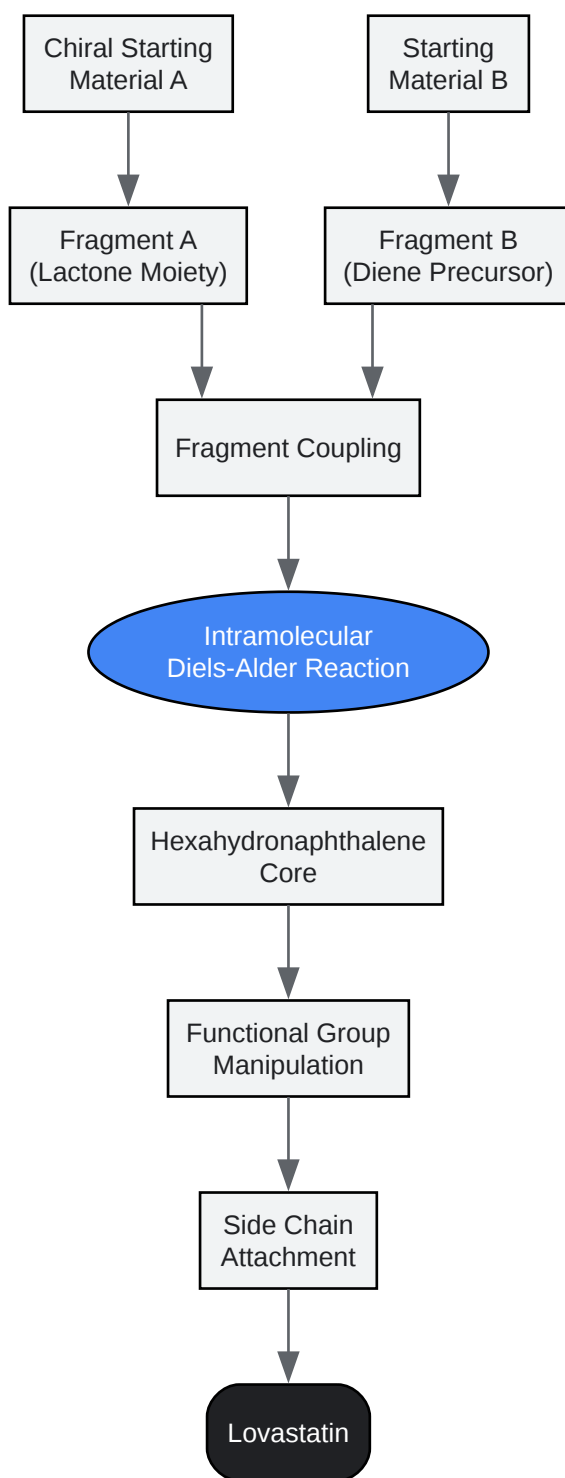 Chiral Starting
Material A
Starting
Material B
Fragment A
(Lactone Moiety)
Fragment B
(Diene Precursor)
Fragment Coupling
Intramolecular
Diels-Alder Reaction
Hexahydronaphthalene
Core
Functional Group
Manipulation
Side Chain
Attachment
Lovastatin